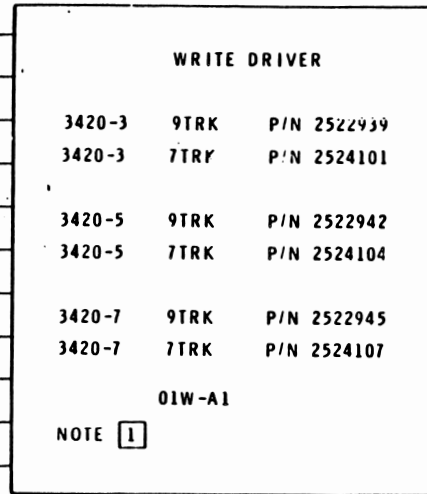 WRITE DRIVER
3420-3 9TRK P/N 2522939
3420-3 7TRK P/N 2524101
3420-5 9TRK P/N 2522942
3420-5 7TRK P/N 2524104
3420-7 9TRK P/N 2522945
3420-7 7TRK P/N 2524107
01W-A1
NOTE 1